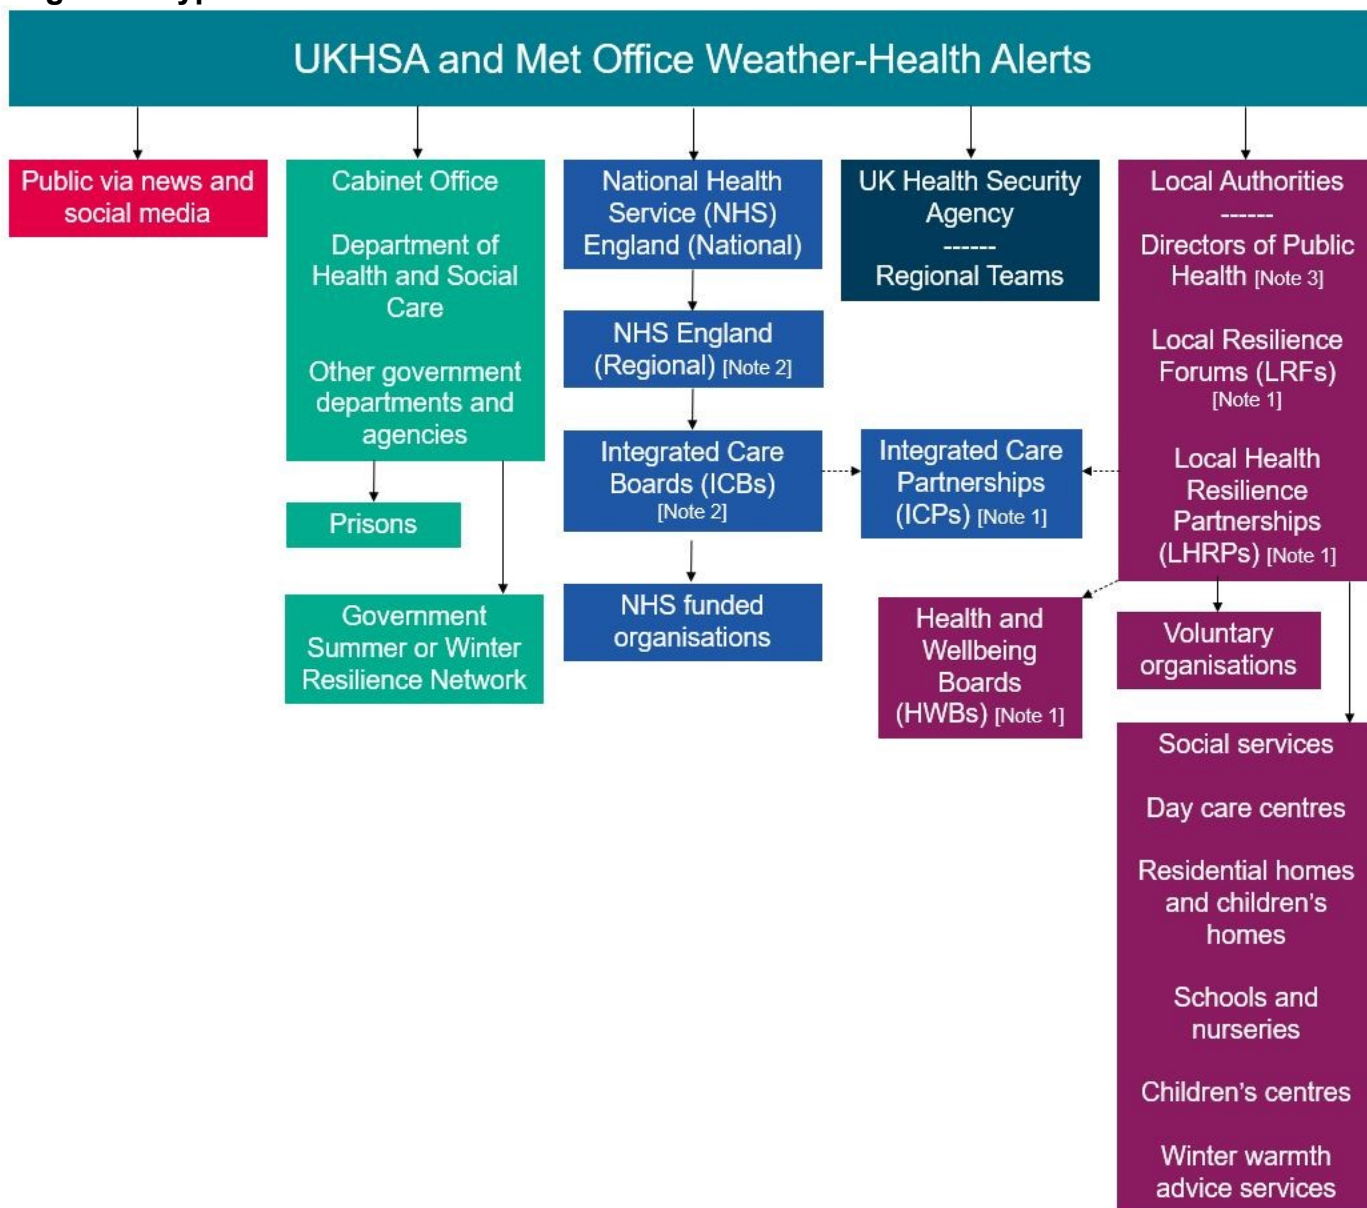 UKHSA and Met Office Weather-Health Alerts
Public via news and
social media
Cabinet Office
Department of
Health and Social
Care
Other government
departments and
agencies
Prisons
Government
Summer or Winter
Resilience Network
National Health
Service (NHS)
England (National)
NHS England
(Regional) [Note 2]
Integrated Care
Boards (ICBs)
[Note 2]
NHS funded
organisations
UK Health Security
Agency
------
Regional Teams
Integrated Care
Partnerships
(ICPs) [Note 1]
Local Authorities
------
Directors of Public
Health [Note 3]
Local Resilience
Forums (LRFs)
[Note 1]
Local Health
Resilience
Partnerships
(LHRPs) [Note 1]
Health and
Wellbeing
Boards
(HWBs) [Note 1]
Voluntary
organisations
Social services
Day care centres
Residential homes
and children's
homes
Schools and
nurseries
Children's centres
Winter warmth
advice services